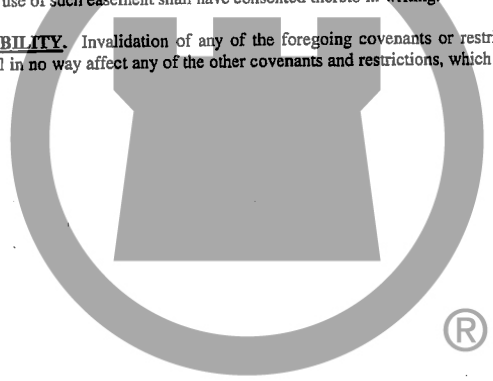 use of such easement shall have consented thereto in writing.
BILITY. Invalidation of any of the foregoing covenants or restri
l in no way affect any of the other covenants and restrictions, which
®